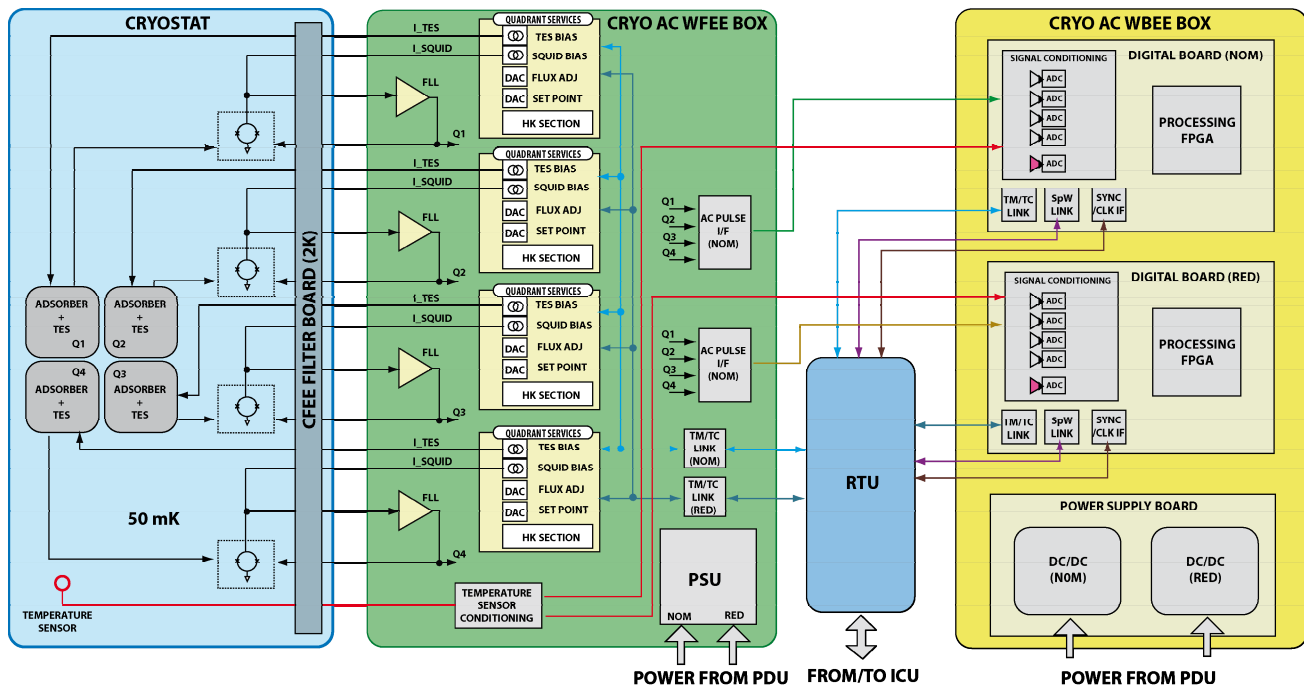 CRYOSTAT
CFEE FILTER BOARD (2K)
ADSORBER
+
TES
Q1
ADSORBER
+
TES
Q2
Q4
ADSORBER
+
TES
Q3
ADSORBER
+ TES
50 mK
TEMPERATURE
SENSOR
CRYO AC WFEE BOX
I_TES
I_SQUID
FLL
Q1
QUADRANT SERVICES
TES BIAS
SQUID BIAS
DAC FLUX ADJ
DAC SET POINT
HK SECTION
I_TES
I_SQUID
FLL
Q2
QUADRANT SERVICES
TES BIAS
SQUID BIAS
DAC FLUX ADJ
DAC SET POINT
HK SECTION
I_TES
I_SQUID
FLL
Q3
QUADRANT SERVICES
TES BIAS
SQUID BIAS
DAC FLUX ADJ
DAC SET POINT
HK SECTION
I_TES
I_SQUID
FLL
Q4
QUADRANT SERVICES
TES BIAS
SQUID BIAS
DAC FLUX ADJ
DAC SET POINT
HK SECTION
Q1
Q2
Q3
Q4
AC PULSE
I/F
(NOM)
Q1
Q2
Q3
Q4
AC PULSE
I/F
(NOM)
TM/TC
LINK
(NOM)
TM/TC
LINK
(RED)
TEMPERATURE
SENSOR
CONDITIONING
PSU
NOM RED
POWER FROM PDU
RTU
FROM/TO ICU
CRYO AC WBEE BOX
DIGITAL BOARD (NOM)
SIGNAL CONDITIONING
ADC
ADC
ADC
ADC
ADC
PROCESSING
FPGA
TM/TC
LINK
SpW
LINK
SYNC
/CLK IF
DIGITAL BOARD (RED)
SIGNAL CONDITIONING
ADC
ADC
ADC
ADC
ADC
PROCESSING
FPGA
TM/TC
LINK
SpW
LINK
SYNC
/CLK IF
POWER SUPPLY BOARD
DC/DC
(N0M)
DC/DC
(RED)
POWER FROM PDU